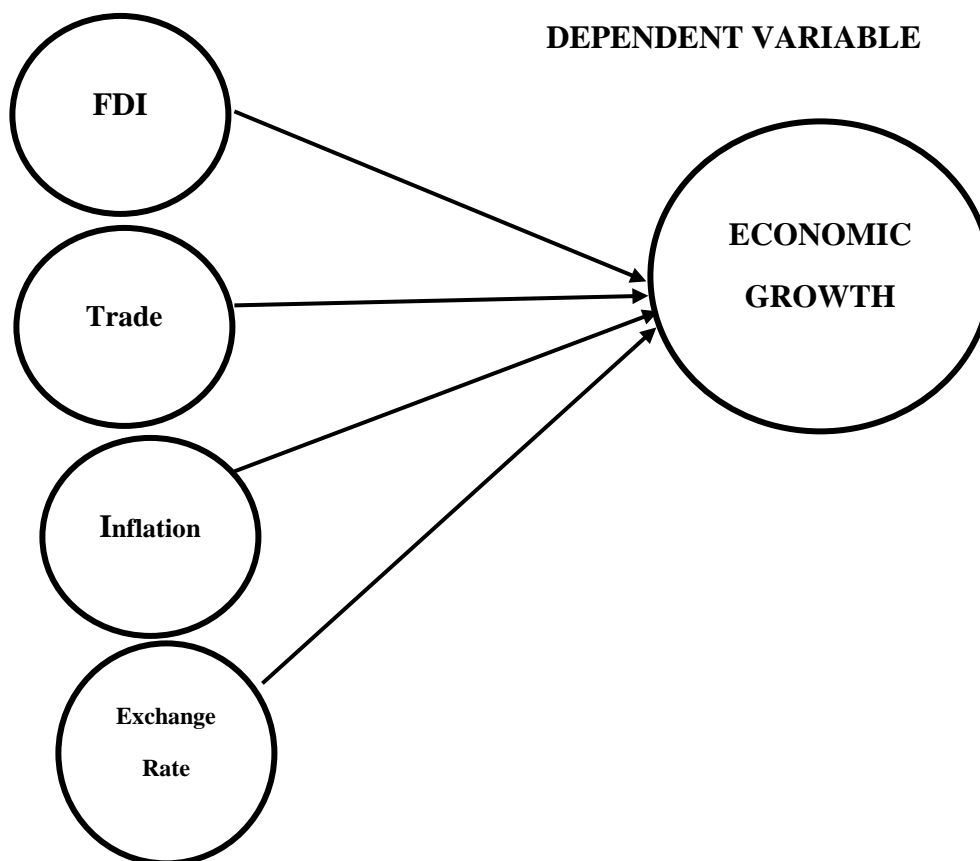 DEPENDENT VARIABLE
FDI
ECONOMIC
GROWTH
Trade
Inflation
Exchange
Rate